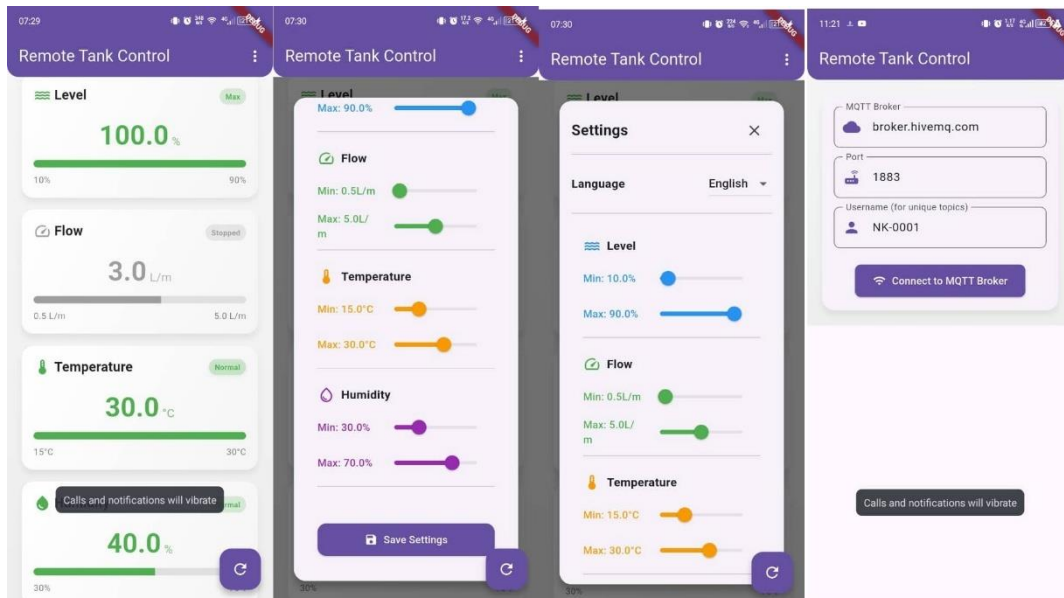 07:29
Remote Tank Control
Level
Max
100.0 %
10% 90%
Flow
Stopped
3.0 L/m
0.5 L/m 5.0 L/m
Temperature
Normal
30.0 °C
15°C 30°C
Calls and notifications will vibrate
40.0 %
30%
07:30
Remote Tank Control
Level
Max: 90.0%
Flow
Min: 0.5L/m
Max: 5.0L/
m
Temperature
Min: 15.0°C
Max: 30.0°C
Humidity
Min: 30.0%
Max: 70.0%
Save Settings
30%
07:30
Remote Tank Control
Level
Settings
Language English
Level
Min: 10.0%
Max: 90.0%
Flow
Min: 0.5L/m
Max: 5.0L/
m
Temperature
Min: 15.0°C
Max: 30.0°C
30%
11:21
Remote Tank Control
MQTT Broker
broker.hivemq.com
Port
1883
Username (for unique topics)
NK-0001
Connect to MQTT Broker
Calls and notifications will vibrate